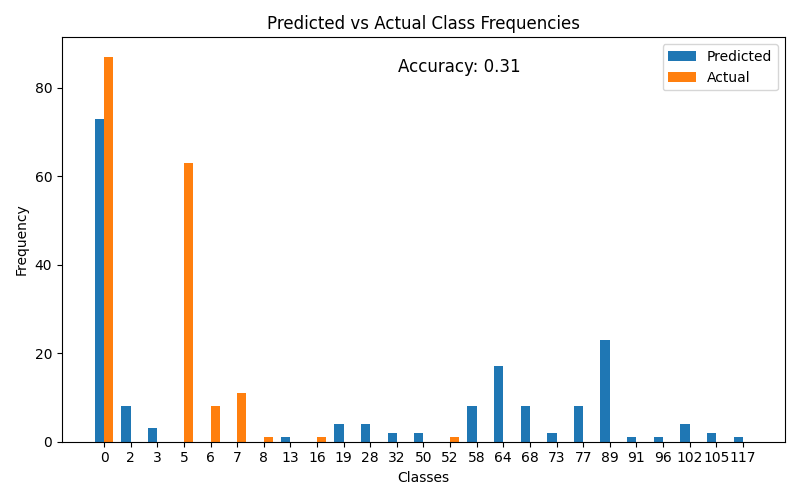 Predicted vs Actual Class Frequencies
Accuracy: 0.31
Predicted
Actual
Frequency
80
60
40
20
0
0 2 3 5 6 7 8 13 16 19 28 32 50 52 58 64 68 73 77 89 91 96 102 105 117
Classes